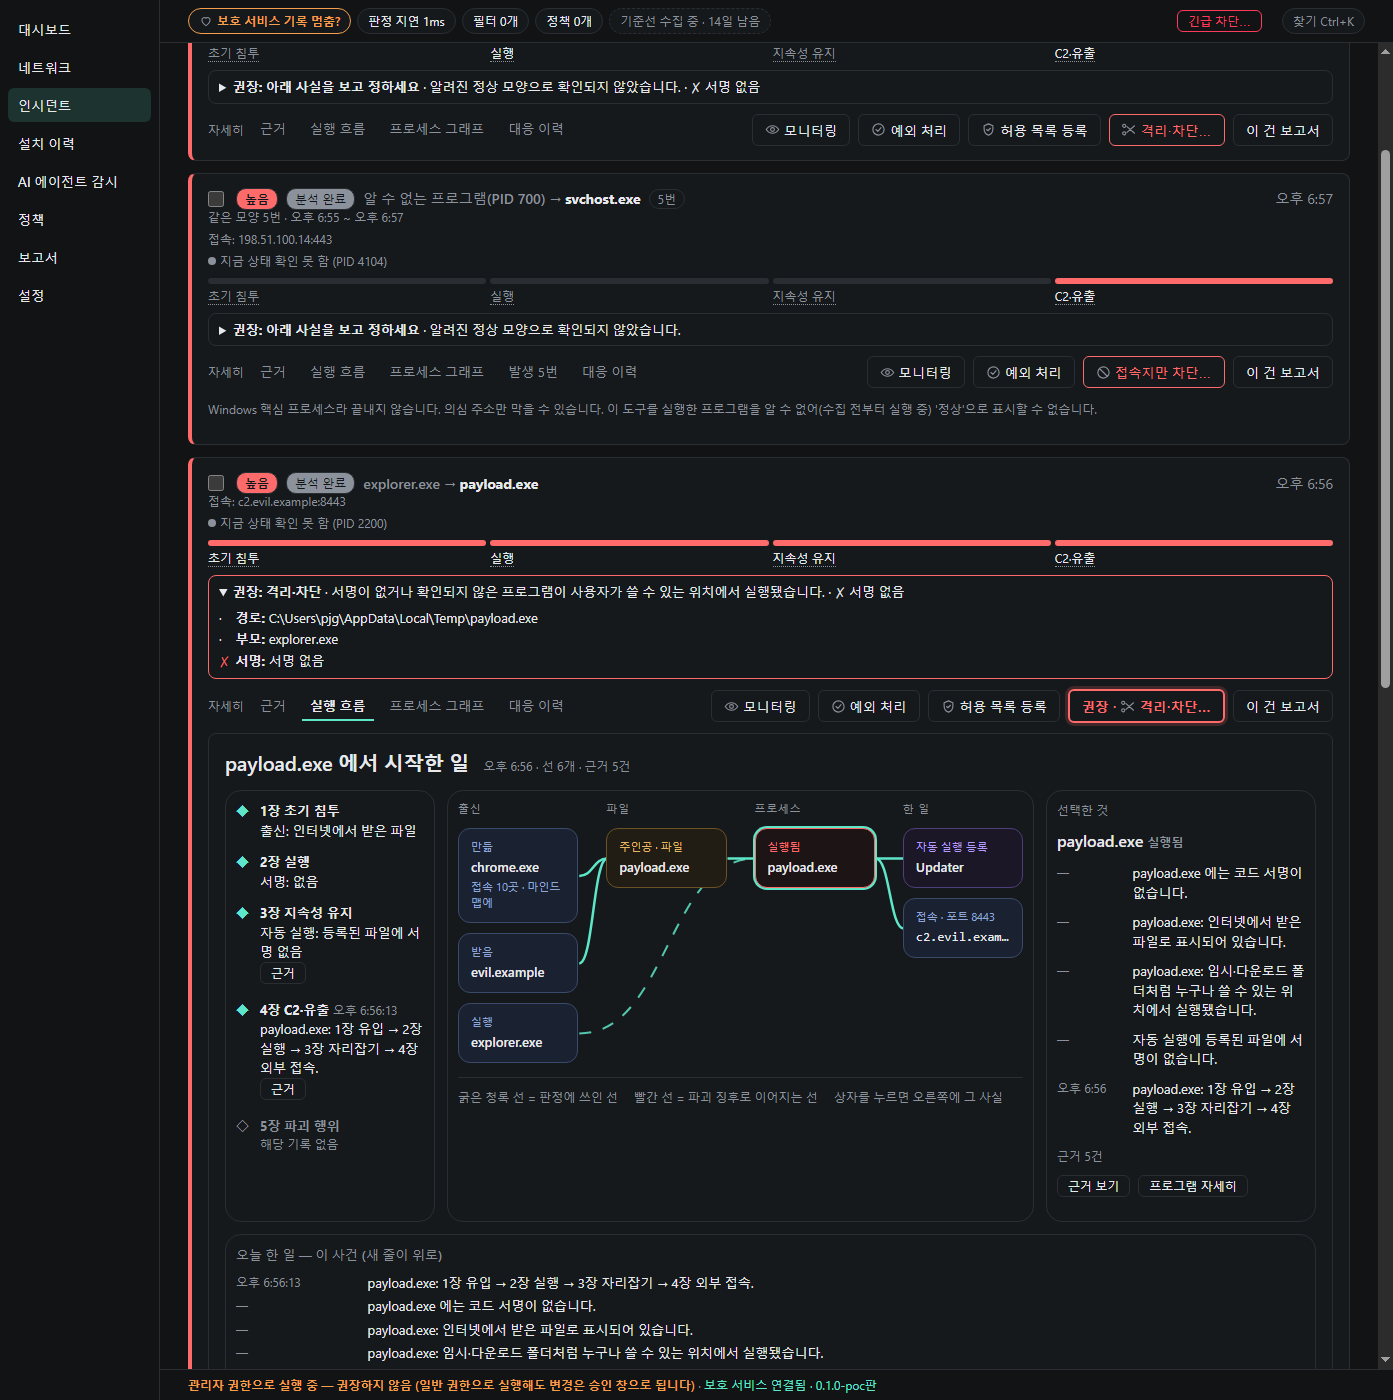 대시보드
네트워크
인시던트
설치 이력
AI 에이전트 감시
정책
보고서
설정
보호 서비스 기록 멈춤?
판정 지연 1ms
필터 0개
정책 0개
기준선 수집 중 · 14일 남음
긴급 차단...
찾기 Ctrl+K
초기 침투
실행
지속성 유지
C2·유출
▶ 권장: 아래 사실을 보고 정하세요 · 알려진 정상 모양으로 확인되지 않았습니다. · ✗ 서명 없음
자세히 근거 실행 흐름 프로세스 그래프 대응 이력
모니터링
예외 처리
허용 목록 등록
격리·차단...
이 건 보고서
높음 분석 완료 알 수 없는 프로그램(PID 700) → svchost.exe 5번
오후 6:57
같은 모양 5번 · 오후 6:55 ~ 오후 6:57
접속: 198.51.100.14:443
지금 상태 확인 못 함 (PID 4104)
초기 침투
실행
지속성 유지
C2·유출
▶ 권장: 아래 사실을 보고 정하세요 · 알려진 정상 모양으로 확인되지 않았습니다.
자세히 근거 실행 흐름 프로세스 그래프 발생 5번 대응 이력
모니터링
예외 처리
접속지만 차단...
이 건 보고서
Windows 핵심 프로세스라 끝내지 않습니다. 의심 주소만 막을 수 있습니다. 이 도구를 실행한 프로그램을 알 수 없어(수집 전부터 실행 중) '정상'으로 표시할 수 없습니다.
높음 분석 완료 explorer.exe → payload.exe
오후 6:56
접속: c2.evil.example:8443
지금 상태 확인 못 함 (PID 2200)
초기 침투
실행
지속성 유지
C2·유출
▼ 권장: 격리·차단 · 서명이 없거나 확인되지 않은 프로그램이 사용자가 쓸 수 있는 위치에서 실행됐습니다. · ✗ 서명 없음
· 경로: C:\Users\pjg\AppData\Local\Temp\payload.exe
· 부모: explorer.exe
✗ 서명: 서명 없음
자세히 근거 실행 흐름 프로세스 그래프 대응 이력
모니터링
예외 처리
허용 목록 등록
권장 · 격리·차단...
이 건 보고서
payload.exe 에서 시작한 일 오후 6:56 · 선 6개 · 근거 5건
1장 초기 침투
출신: 인터넷에서 받은 파일
2장 실행
서명: 없음
3장 지속성 유지
자동 실행: 등록된 파일에 서
명 없음
근거
4장 C2·유출 오후 6:56:13
payload.exe: 1장 유입 → 2장
실행 → 3장 자리잡기 → 4장
외부 접속.
근거
5장 파괴 행위
해당 기록 없음
출신
파일
프로세스
한 일
만듦
chrome.exe
접속 10곳 · 마인드
맵에
받음
evil.example
실행
explorer.exe
주인공 · 파일
payload.exe
실행됨
payload.exe
자동 실행 등록
Updater
접속 · 포트 8443
c2.evil.exam…
굵은 청록 선 = 판정에 쓰인 선 빨간 선 = 파괴 징후로 이어지는 선 상자를 누르면 오른쪽에 그 사실
선택한 것
payload.exe 실행됨
— payload.exe 에는 코드 서명이
없습니다.
— payload.exe: 인터넷에서 받은
파일로 표시되어 있습니다.
— payload.exe: 임시·다운로드 폴
더처럼 누구나 쓸 수 있는 위
치에서 실행됐습니다.
— 자동 실행에 등록된 파일에 서
명이 없습니다.
오후 6:56 payload.exe: 1장 유입 → 2장
실행 → 3장 자리잡기 → 4장
외부 접속.
근거 5건
근거 보기
프로그램 자세히
오늘 한 일 — 이 사건 (새 줄이 위로)
오후 6:56:13 payload.exe: 1장 유입 → 2장 실행 → 3장 자리잡기 → 4장 외부 접속.
— payload.exe 에는 코드 서명이 없습니다.
— payload.exe: 인터넷에서 받은 파일로 표시되어 있습니다.
— payload.exe: 임시·다운로드 폴더처럼 누구나 쓸 수 있는 위치에서 실행됐습니다.
관리자 권한으로 실행 중 — 권장하지 않음 (일반 권한으로 실행해도 변경은 승인 창으로 됩니다) · 보호 서비스 연결됨 · 0.1.0-poc판